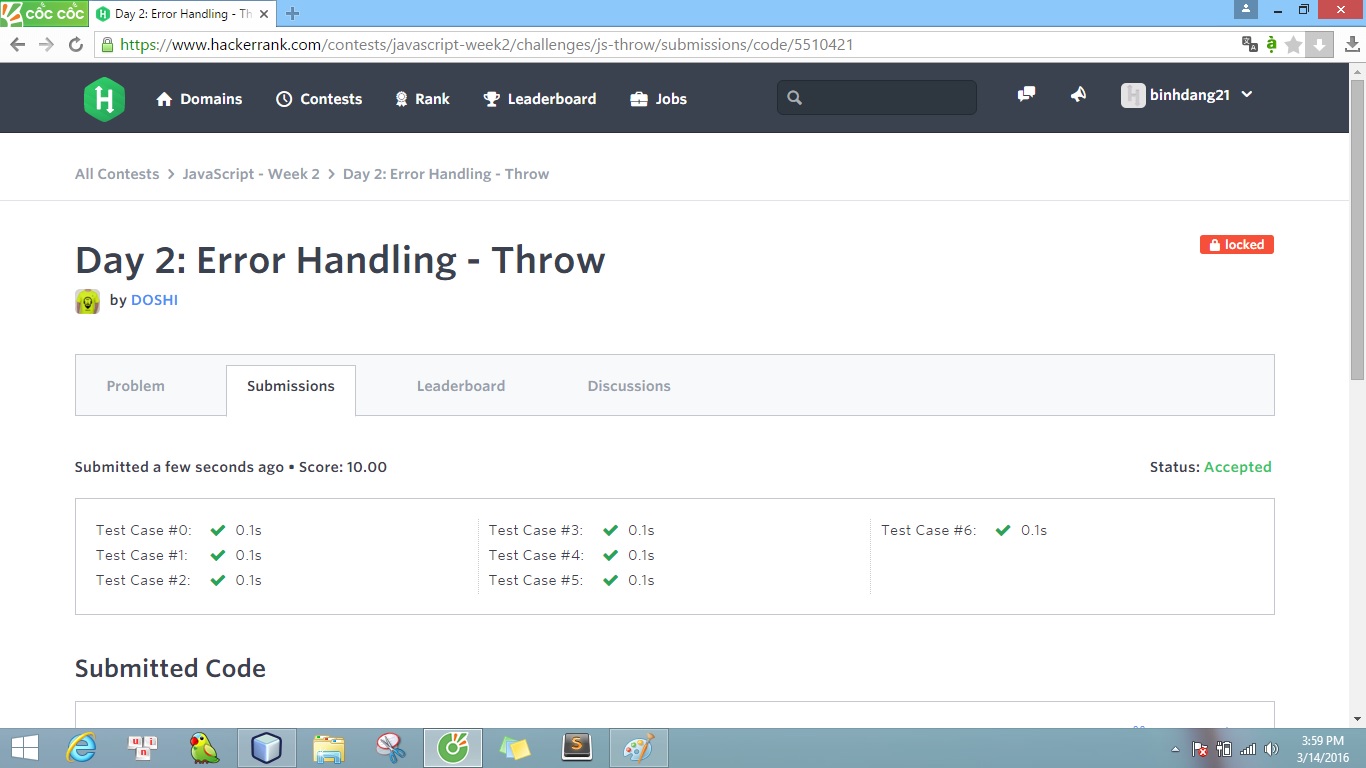 cốc cốc
Day 2: Error Handling - Th
https://www.hackerrank.com/contests/javascript-week2/challenges/js-throw/submissions/code/5510421
H Domains Contests Rank Leaderboard Jobs binhdang21
All Contests > JavaScript - Week 2 > Day 2: Error Handling - Throw
Day 2: Error Handling - Throw
locked
by DOSHI
Problem Submissions Leaderboard Discussions
Submitted a few seconds ago • Score: 10.00
Status: Accepted
Test Case #0: ✔ 0.1s
Test Case #1: ✔ 0.1s
Test Case #2: ✔ 0.1s
Test Case #3: ✔ 0.1s
Test Case #4: ✔ 0.1s
Test Case #5: ✔ 0.1s
Test Case #6: ✔ 0.1s
Submitted Code
3:59 PM
3/14/2016